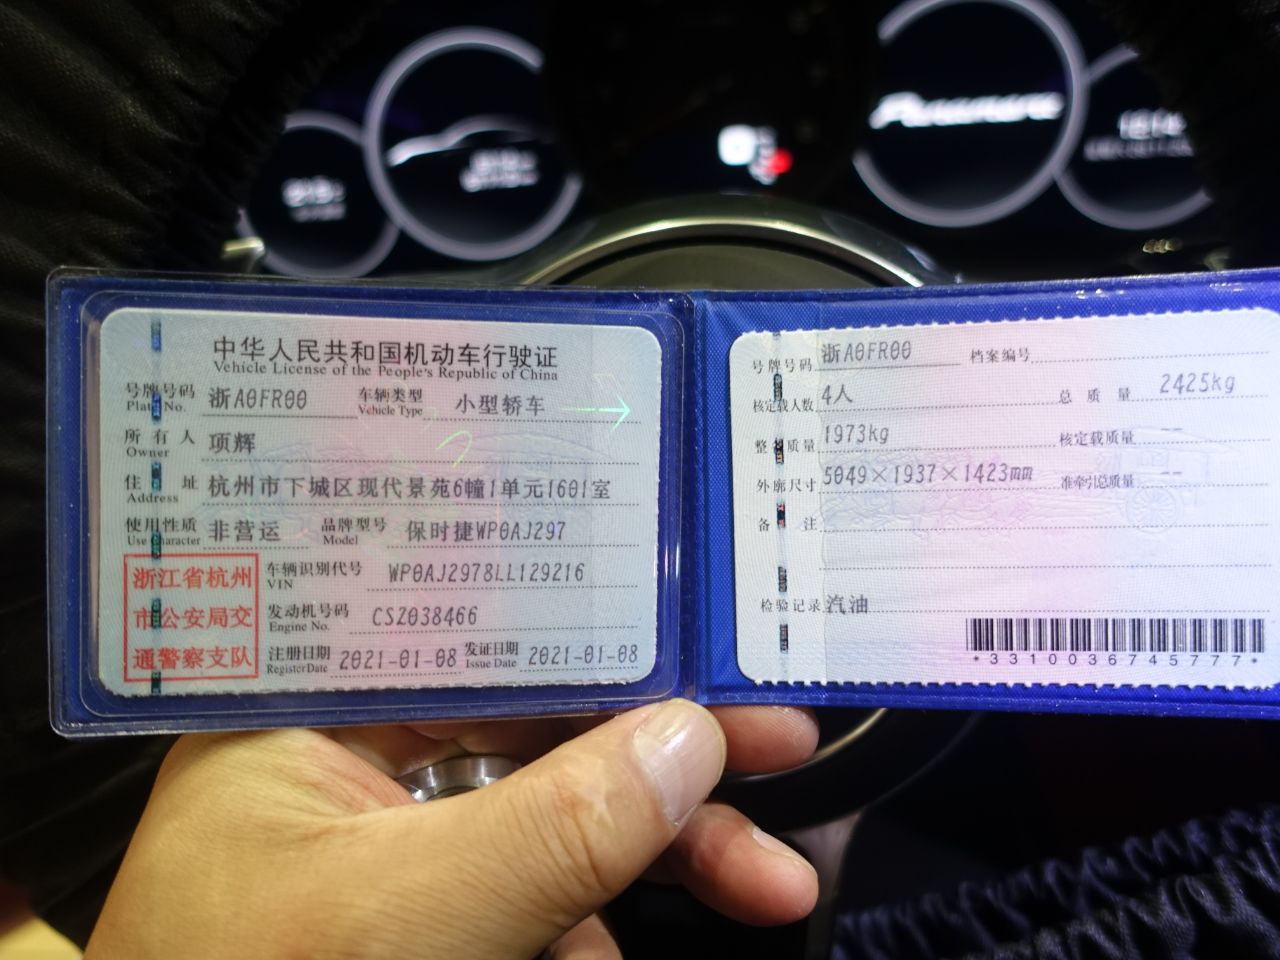 中华人民共和国机动车行驶证
Vehicle License of the People's Republic of China
号牌号码 浙A0FR00 车辆类型 小型轿车
Plate No. Vehicle Type
所有人 项辉
Owner
住址 杭州市下城区现代景苑6幢1单元1601室
Address
使用性质 非营运 品牌型号 保时捷WP0AJ297
Use Character Model
浙江省杭州
市公安局交
通警察支队
车辆识别代号 WP0AJ2978LL129216
VIN
发动机号码 CSZ038466
Engine No.
注册日期 2021-01-08 发证日期 2021-01-08
Register Date Issue Date
号牌号码 浙A0FR00 档案编号
核定载人数 4人 总质量 2425kg
整备质量 1973kg 核定载质量 --
外廓尺寸 5049×1937×1423mm 准牵引总质量 --
备注
检验记录 汽油
*3310036745777*
Panamera